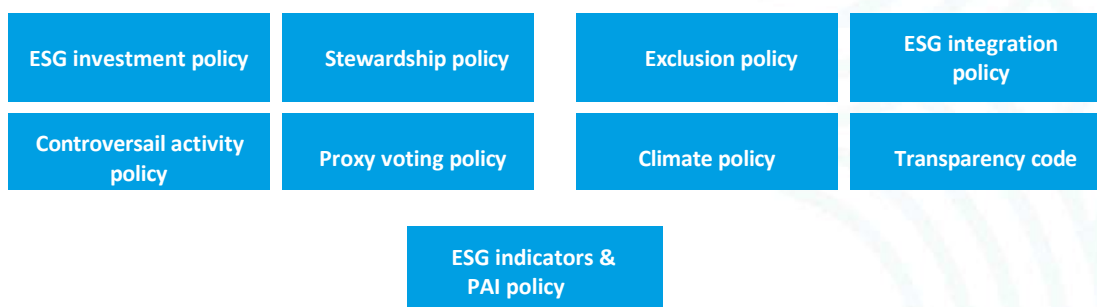 ESG investment policy
Stewardship policy
Exclusion policy
ESG integration
policy
Controversail activity
policy
Proxy voting policy
Climate policy
Transparency code
ESG indicators &
PAI policy